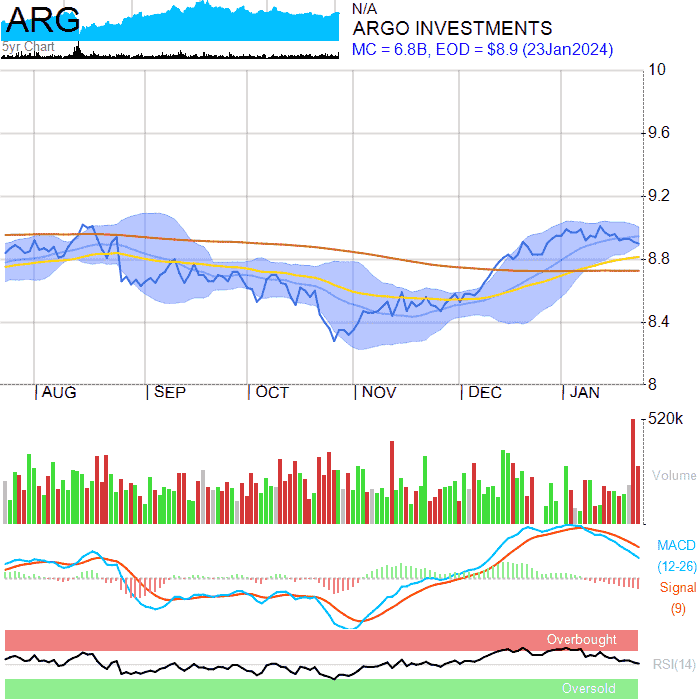 ARG
5yr Chart
N/A
ARGO INVESTMENTS
MC = 6.8B, EOD = $8.9 (23Jan2024)
10
9.6
9.2
8.8
8.4
8
|AUG |SEP |OCT |NOV |DEC |JAN
520k
Volume
MACD
(12-26)
Signal
(9)
Overbought
RSI(14)
Oversold